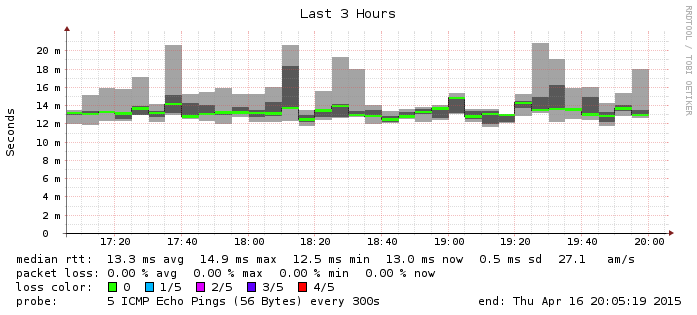 Last 3 Hours
RRDTOOL / TOBI OETIKER
Seconds
20 m
18 m
16 m
14 m
12 m
10 m
8 m
6 m
4 m
2 m
0
17:20 17:40 18:00 18:20 18:40 19:00 19:20 19:40 20:00
median rtt: 13.3 ms avg 14.9 ms max 12.5 ms min 13.0 ms now 0.5 ms sd 27.1 am/s
packet loss: 0.00 % avg 0.00 % max 0.00 % min 0.00 % now
loss color: 0 1/5 2/5 3/5 4/5
probe: 5 ICMP Echo Pings (56 Bytes) every 300s end: Thu Apr 16 20:05:19 2015